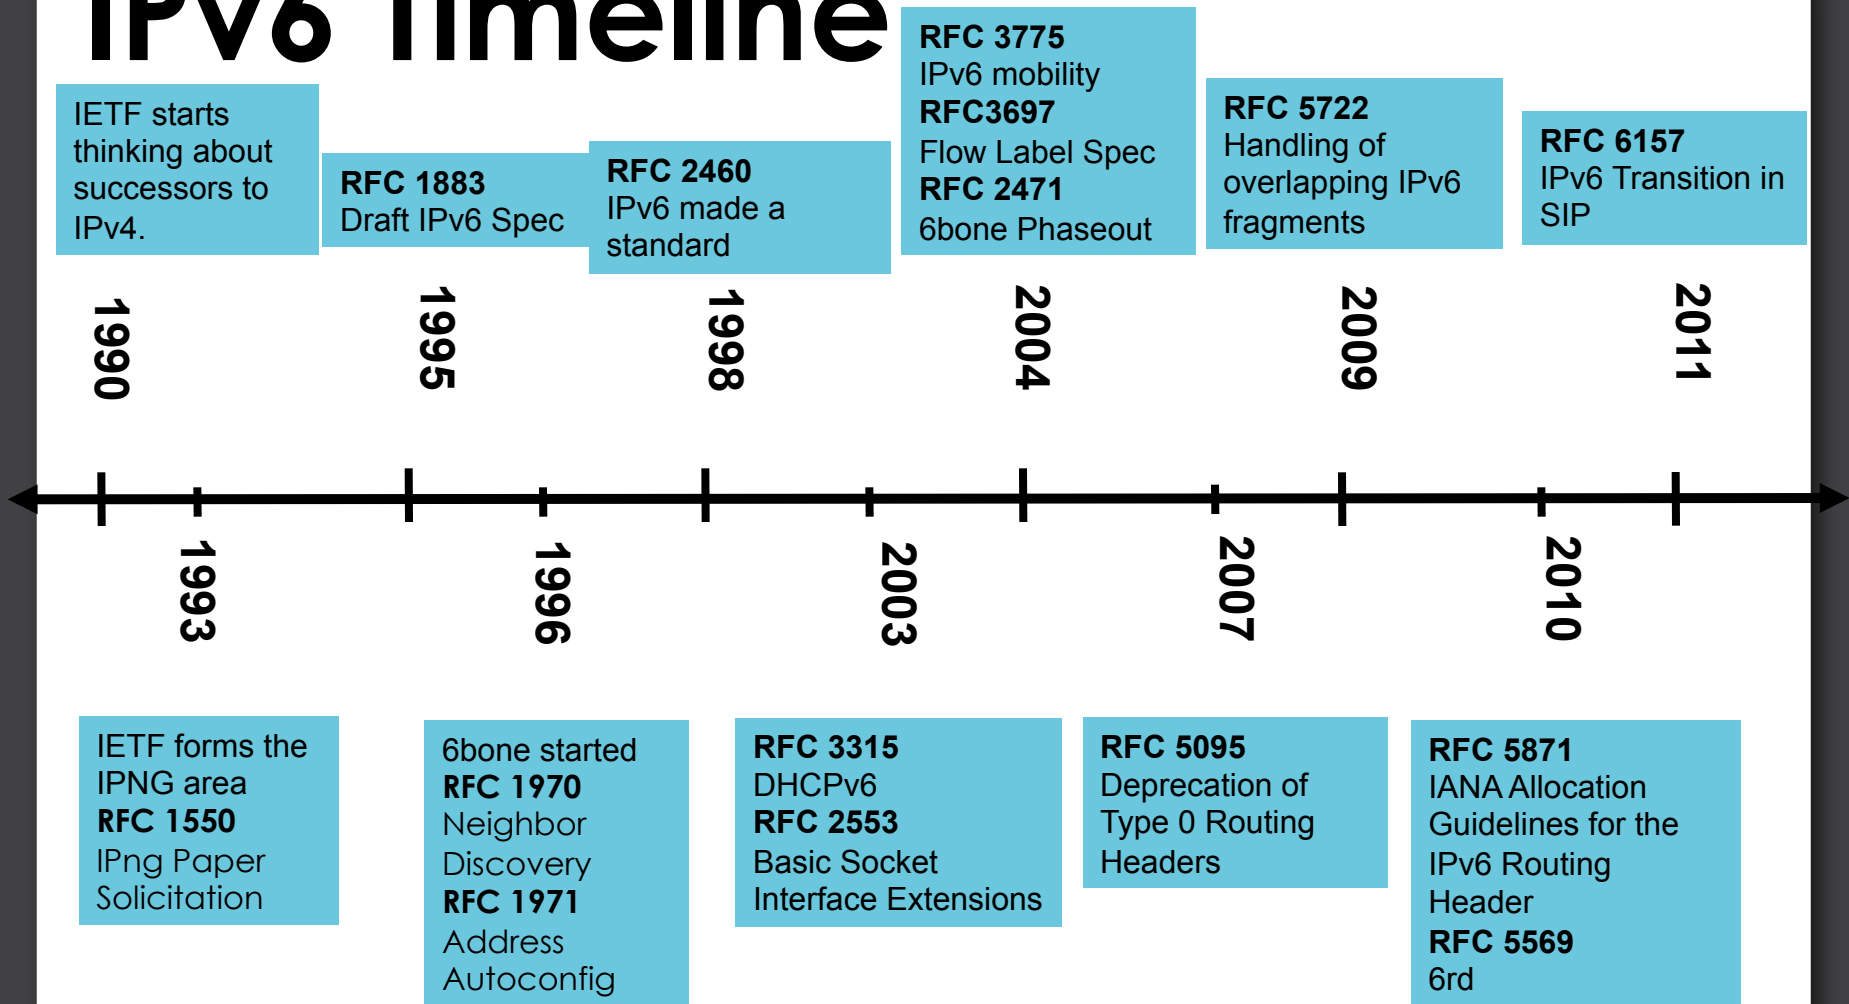 IPv6 Timeline
IETF starts
thinking about
successors to
IPv4.
RFC 1883
Draft IPv6 Spec
RFC 2460
IPv6 made a
standard
RFC 3775
IPv6 mobility
RFC3697
Flow Label Spec
RFC 2471
6bone Phaseout
RFC 5722
Handling of
overlapping IPv6
fragments
RFC 6157
IPv6 Transition in
SIP
1990
1995
1998
2004
2009
2011
1993
1996
2003
2007
2010
IETF forms the
IPNG area
RFC 1550
IPng Paper
Solicitation
6bone started
RFC 1970
Neighbor
Discovery
RFC 1971
Address
Autoconfig
RFC 3315
DHCPv6
RFC 2553
Basic Socket
Interface Extensions
RFC 5095
Deprecation of
Type 0 Routing
Headers
RFC 5871
IANA Allocation
Guidelines for the
IPv6 Routing
Header
RFC 5569
6rd